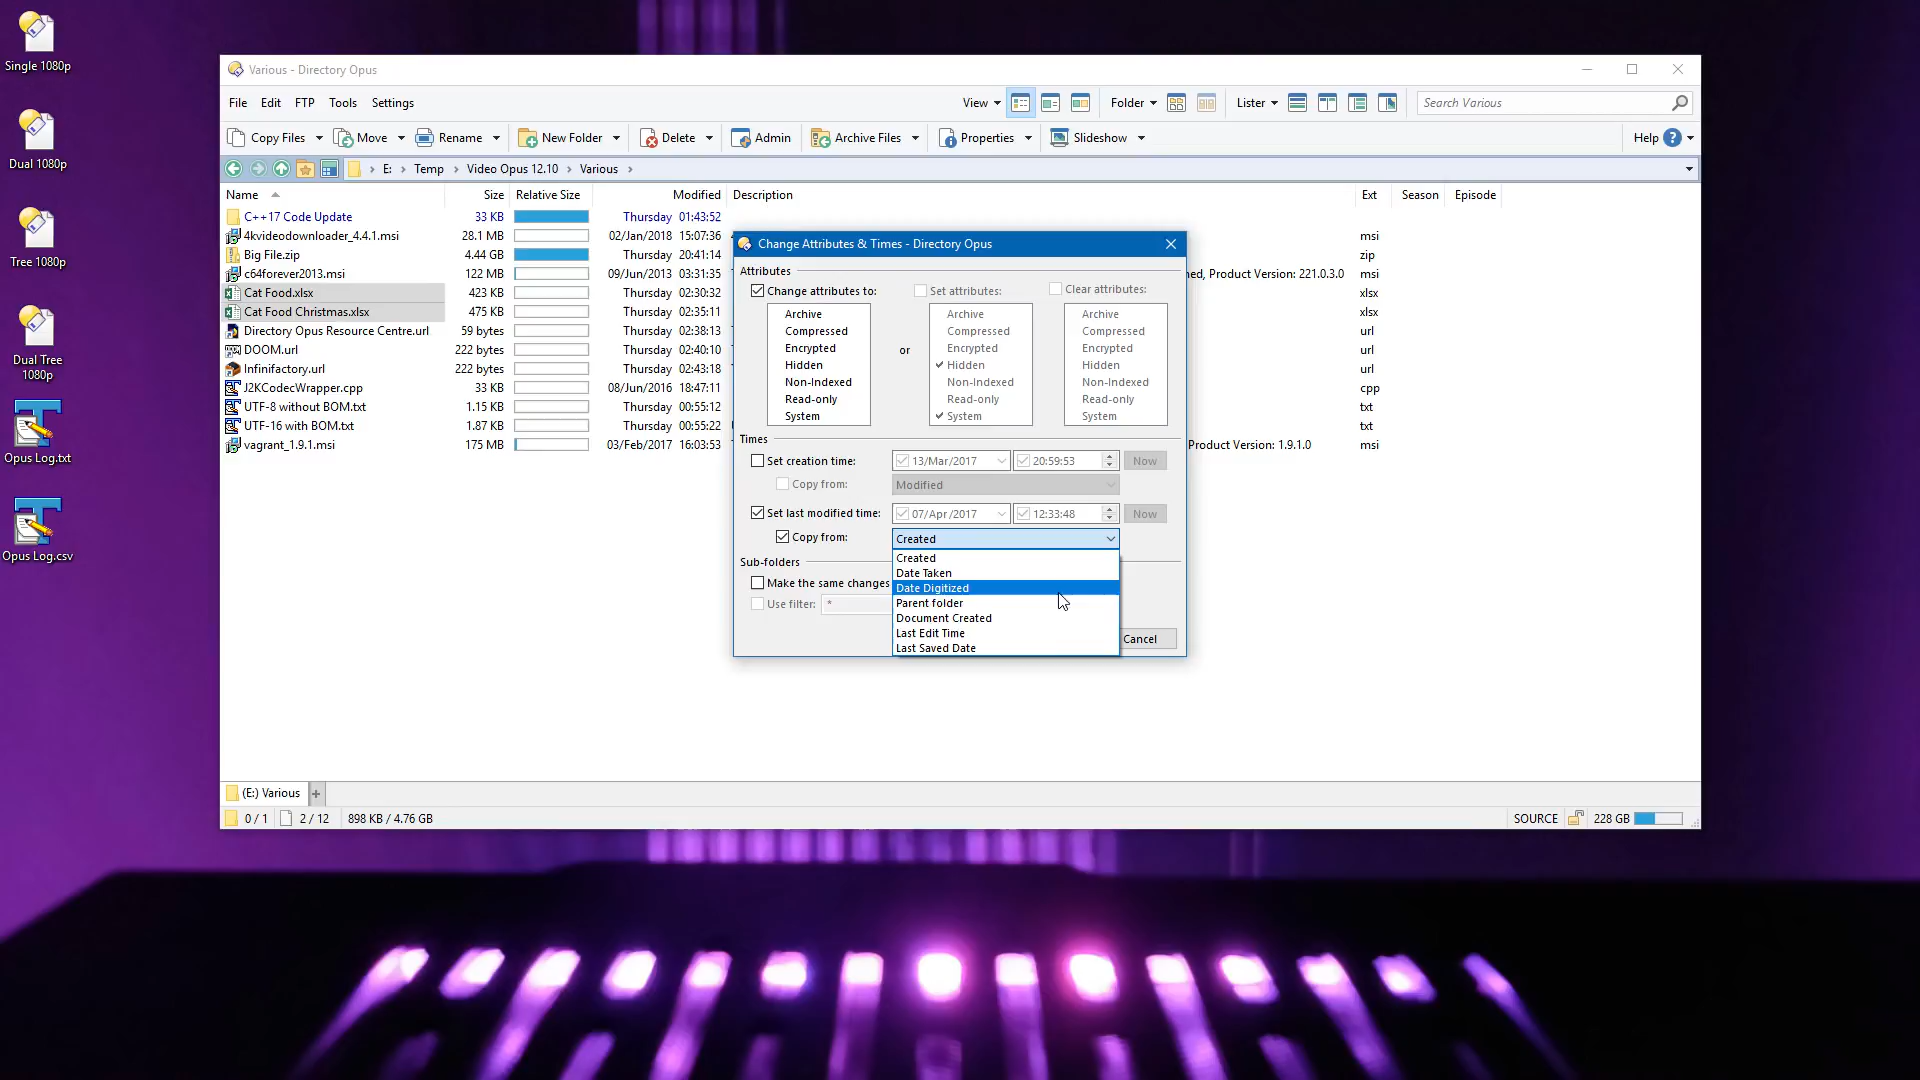 Single 1080p
Dual 1080p
Tree 1080p
Dual Tree
1080p
Opus Log.txt
Opus Log.csv
Various - Directory Opus
File Edit FTP Tools Settings View Folder Lister Search Various
Copy Files Move Rename New Folder Delete Admin Archive Files Properties Slideshow Help
E: Temp Video Opus 12.10 Various
Name Size Relative Size Modified Description Ext Season Episode
C++17 Code Update 33 KB Thursday 01:43:52
4kvideodownloader_4.4.1.msi 28.1 MB 02/Jan/2018 15:07:36 msi
Big File.zip 4.44 GB Thursday 20:41:14 zip
c64forever2013.msi 122 MB 09/Jun/2013 03:31:35 ned, Product Version: 221.0.3.0 msi
Cat Food.xlsx 423 KB Thursday 02:30:32 xlsx
Cat Food Christmas.xlsx 475 KB Thursday 02:35:11 xlsx
Directory Opus Resource Centre.url 59 bytes Thursday 02:38:13 url
DOOM.url 222 bytes Thursday 02:40:10 url
Infinifactory.url 222 bytes Thursday 02:43:18 url
J2KCodecWrapper.cpp 33 KB 08/Jun/2016 18:47:11 cpp
UTF-8 without BOM.txt 1.15 KB Thursday 00:55:12 txt
UTF-16 with BOM.txt 1.87 KB Thursday 00:55:22 txt
vagrant_1.9.1.msi 175 MB 03/Feb/2017 16:03:53 Product Version: 1.9.1.0 msi
Change Attributes & Times - Directory Opus
Attributes
Change attributes to: Set attributes: Clear attributes:
Archive Archive Archive
Compressed Compressed Compressed
Encrypted or Encrypted Encrypted
Hidden Hidden Hidden
Non-Indexed Non-Indexed Non-Indexed
Read-only Read-only Read-only
System System System
Times
Set creation time: 13/Mar/2017 20:59:53 Now
Copy from: Modified
Set last modified time: 07/Apr/2017 12:33:48 Now
Copy from: Created
Created
Date Taken
Date Digitized
Parent folder
Document Created
Last Edit Time
Last Saved Date
Sub-folders
Make the same changes
Use filter: *
Cancel
(E:) Various +
0 / 1 2 / 12 898 KB / 4.76 GB SOURCE 228 GB